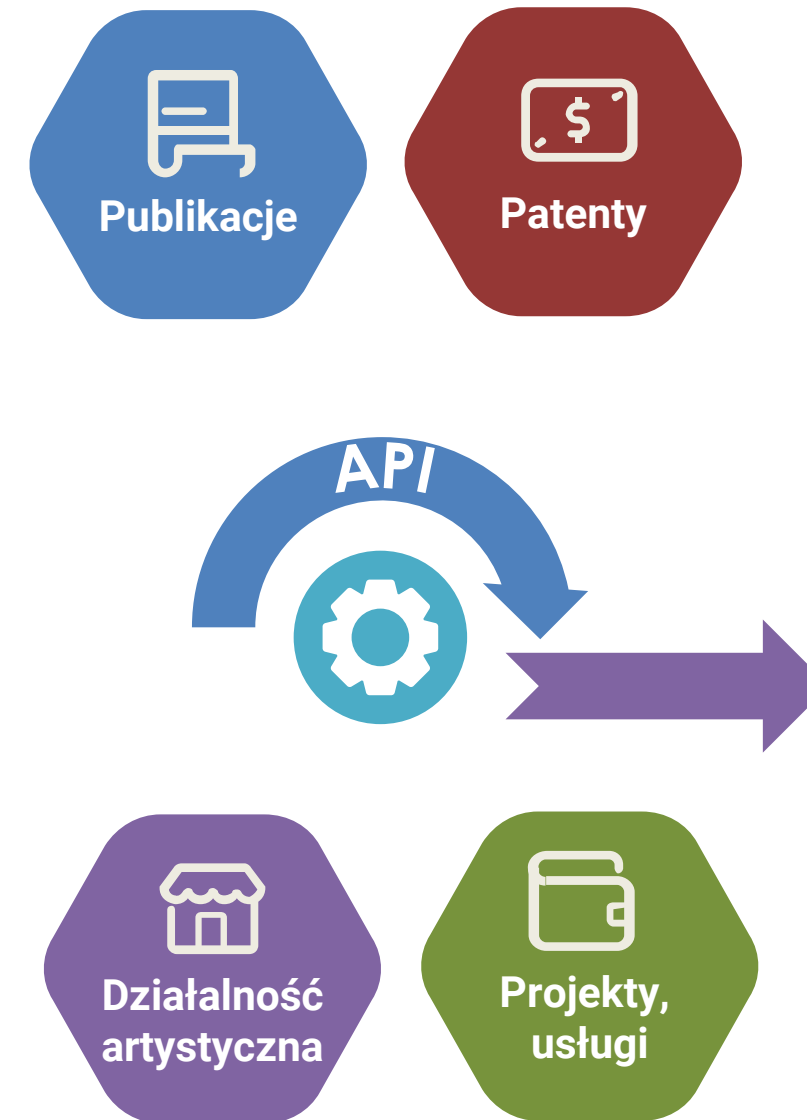 Publikacje
Patenty
API
Działalność
artystyczna
Projekty,
usługi